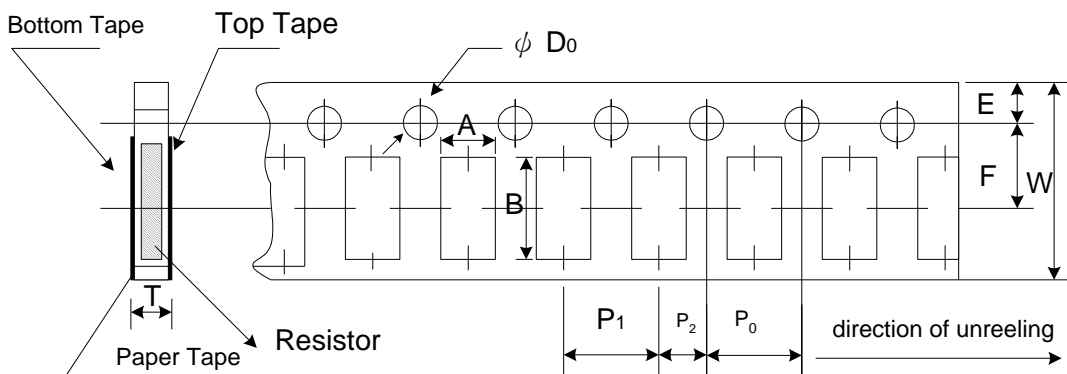 Bottom Tape
Top Tape
ψ D0
E
A
F
W
B
T
P1
P2
P0
direction of unreeling
Resistor
Paper Tape